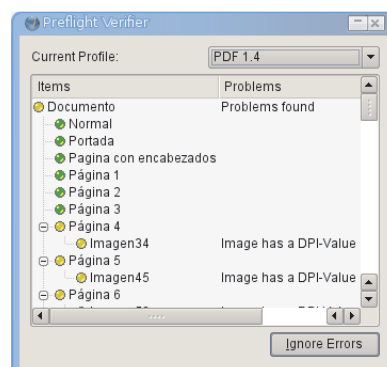 Preflight Verifier
Current Profile: PDF 1.4
Items Problems
Documento Problems found
Normal
Portada
Pagina con encabezados
Página 1
Página 2
Página 3
Página 4
Imagen34 Image has a DPI-Value
Página 5
Imagen45 Image has a DPI-Value
Página 6
Ignore Errors